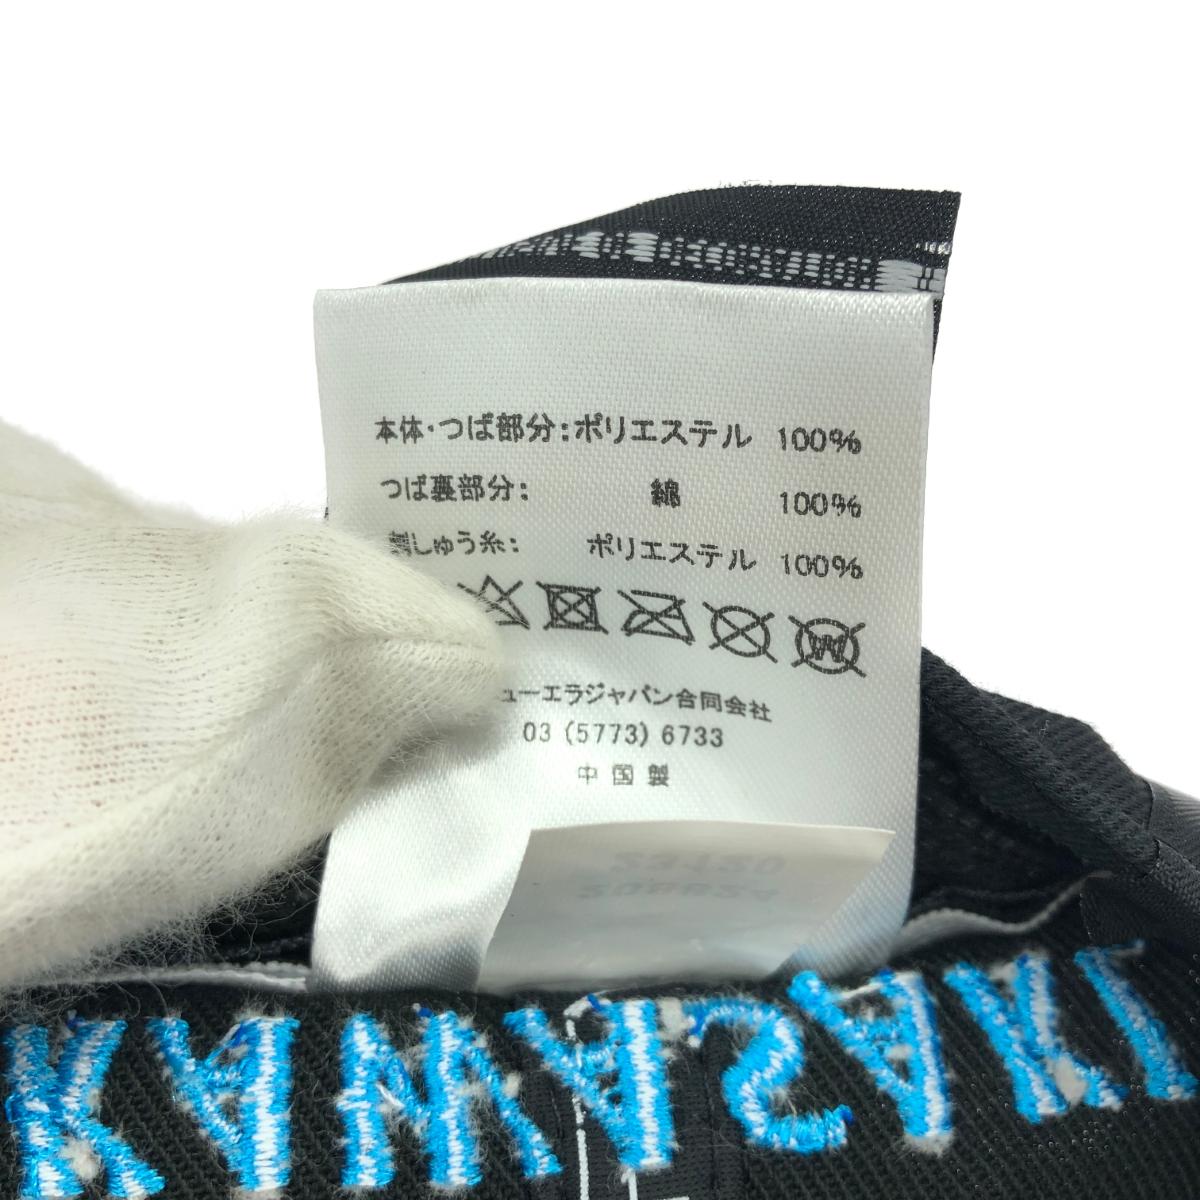 本体・つば部分:ポリエステル 100%
つば裏部分: 綿 100%
刺しゅう糸: ポリエステル 100%
ューエラジャパン合同会社
03 (5773) 6733
中国製
23120
KAWASAKI